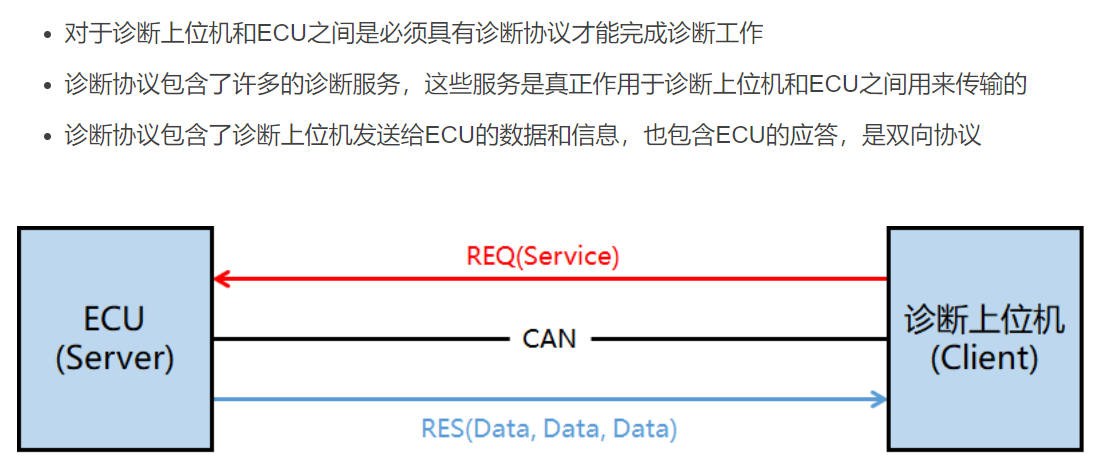 对于诊断上位机和ECU之间是必须具有诊断协议才能完成诊断工作
诊断协议包含了许多的诊断服务，这些服务是真正作用于诊断上位机和ECU之间用来传输的
诊断协议包含了诊断上位机发送给ECU的数据和信息，也包含ECU的应答，是双向协议
REQ(Service)
ECU
(Server)
CAN
诊断上位机
(Client)
RES(Data, Data, Data)